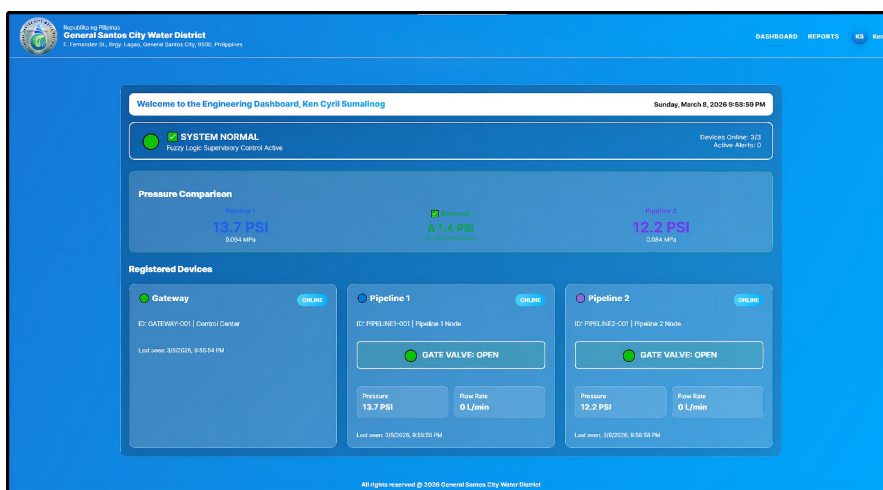 Republika ng Pilipinas
General Santos City Water District
E. Fernandez St., Brgy. Lagao, General Santos City, 9500, Philippines
DASHBOARD REPORTS KS Ken
Welcome to the Engineering Dashboard, Ken Cyril Sumalinog
Sunday, March 8, 2026 9:58:59 PM
SYSTEM NORMAL
Fuzzy Logic Supervisory Control Active
Devices Online: 3/3
Active Alerts: 0
Pressure Comparison
Pipeline 1
13.7 PSI
0.094 MPa
Δ 1.4 PSI
Pipeline 2
12.2 PSI
0.084 MPa
Registered Devices
Gateway ONLINE
ID: GATEWAY-001 | Control Center
Last seen: 3/8/2026, 9:58:54 PM
Pipeline 1 ONLINE
ID: PIPELINE1-001 | Pipeline 1 Node
GATE VALVE: OPEN
Pressure
13.7 PSI
Flow Rate
0 L/min
Last seen: 3/8/2026, 9:58:56 PM
Pipeline 2 ONLINE
ID: PIPELINE2-001 | Pipeline 2 Node
GATE VALVE: OPEN
Pressure
12.2 PSI
Flow Rate
0 L/min
Last seen: 3/8/2026, 9:58:58 PM
All rights reserved @ 2026 General Santos City Water District